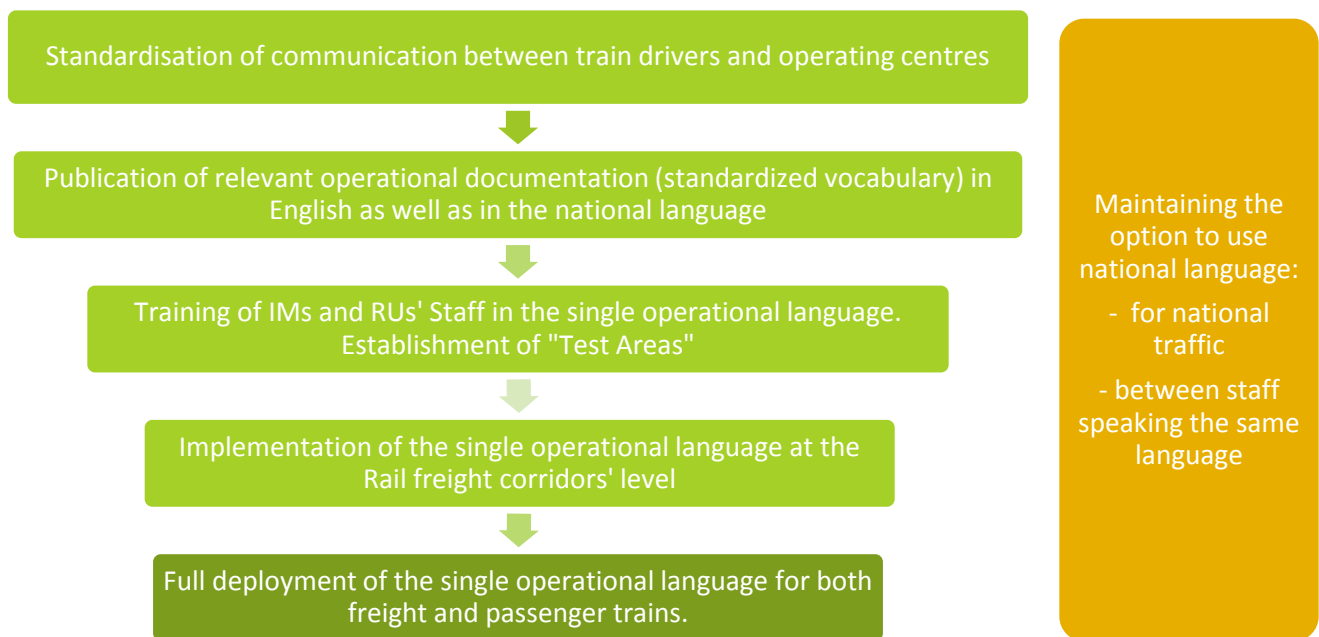 Standardisation of communication between train drivers and operating centres
Publication of relevant operational documentation (standardized vocabulary) in
English as well as in the national language
Training of IMs and RUs' Staff in the single operational language.
Establishment of "Test Areas"
Implementation of the single operational language at the
Rail freight corridors' level
Full deployment of the single operational language for both
freight and passenger trains.
Maintaining the
option to use
national language:
- for national
traffic
- between staff
speaking the same
language